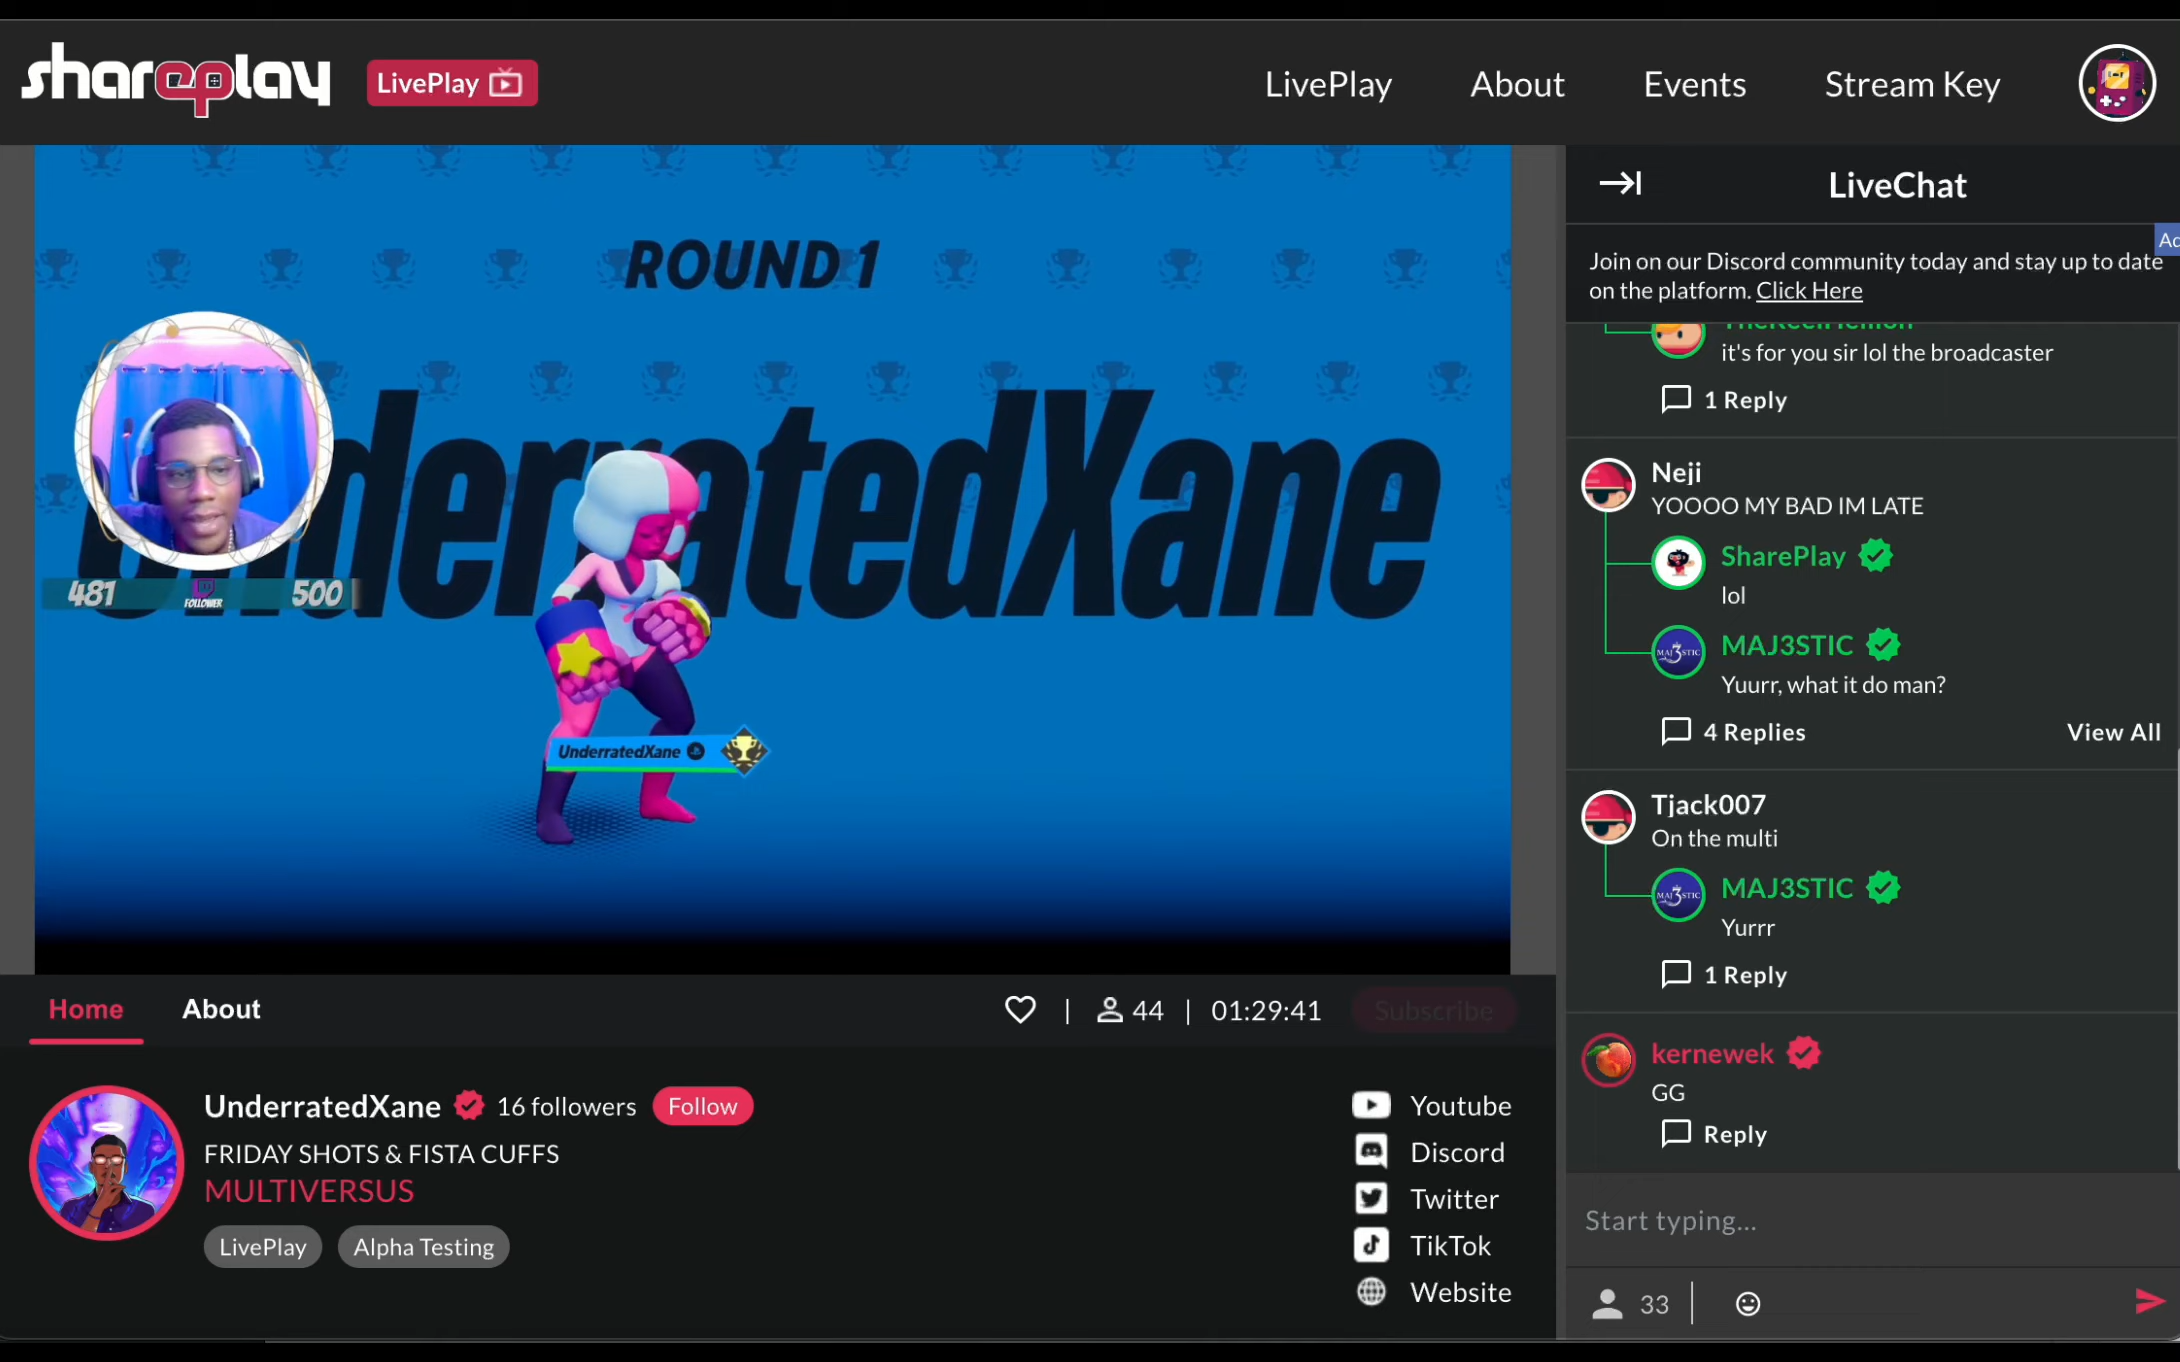 shareplay
LivePlay
LivePlay
About
Events
Stream Key
ROUND 1
UnderratedXane
481
FOLLOWER
500
UnderratedXane
Home
About
44
01:29:41
Subscribe
UnderratedXane
16 followers
Follow
FRIDAY SHOTS & FISTA CUFFS
MULTIVERSUS
LivePlay
Alpha Testing
Youtube
Discord
Twitter
TikTok
Website
LiveChat
Join on our Discord community today and stay up to date
on the platform. Click Here
it's for you sir lol the broadcaster
1 Reply
Neji
YOOOO MY BAD IM LATE
SharePlay
lol
MAJ3STIC
MAJ3STIC
Yuurr, what it do man?
4 Replies
View All
Tjack007
On the multi
MAJ3STIC
MAJ3STIC
Yurrr
1 Reply
kernewek
GG
Reply
Start typing...
33